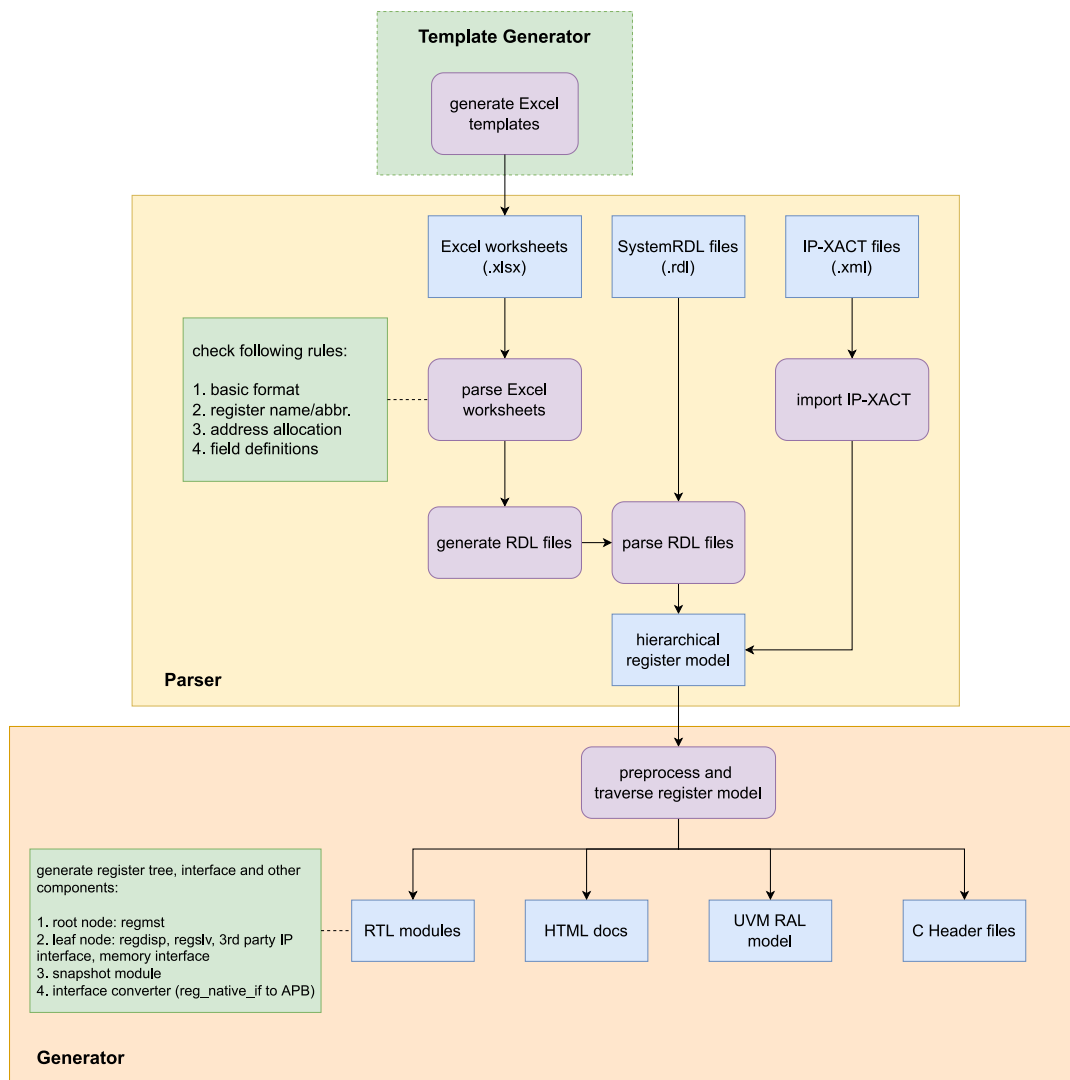 Template Generator
generate Excel
templates
Excel worksheets
(.xlsx)
SystemRDL files
(.rdl)
IP-XACT files
(.xml)
check following rules:
1. basic format
2. register name/abbr.
3. address allocation
4. field definitions
parse Excel
worksheets
import IP-XACT
generate RDL files
parse RDL files
hierarchical
register model
Parser
preprocess and
traverse register model
generate register tree, interface and other
components:
1. root node: regmst
2. leaf node: regdisp, regslv, 3rd party IP
interface, memory interface
3. snapshot module
4. interface converter (reg_native_if to APB)
RTL modules
HTML docs
UVM RAL
model
C Header files
Generator